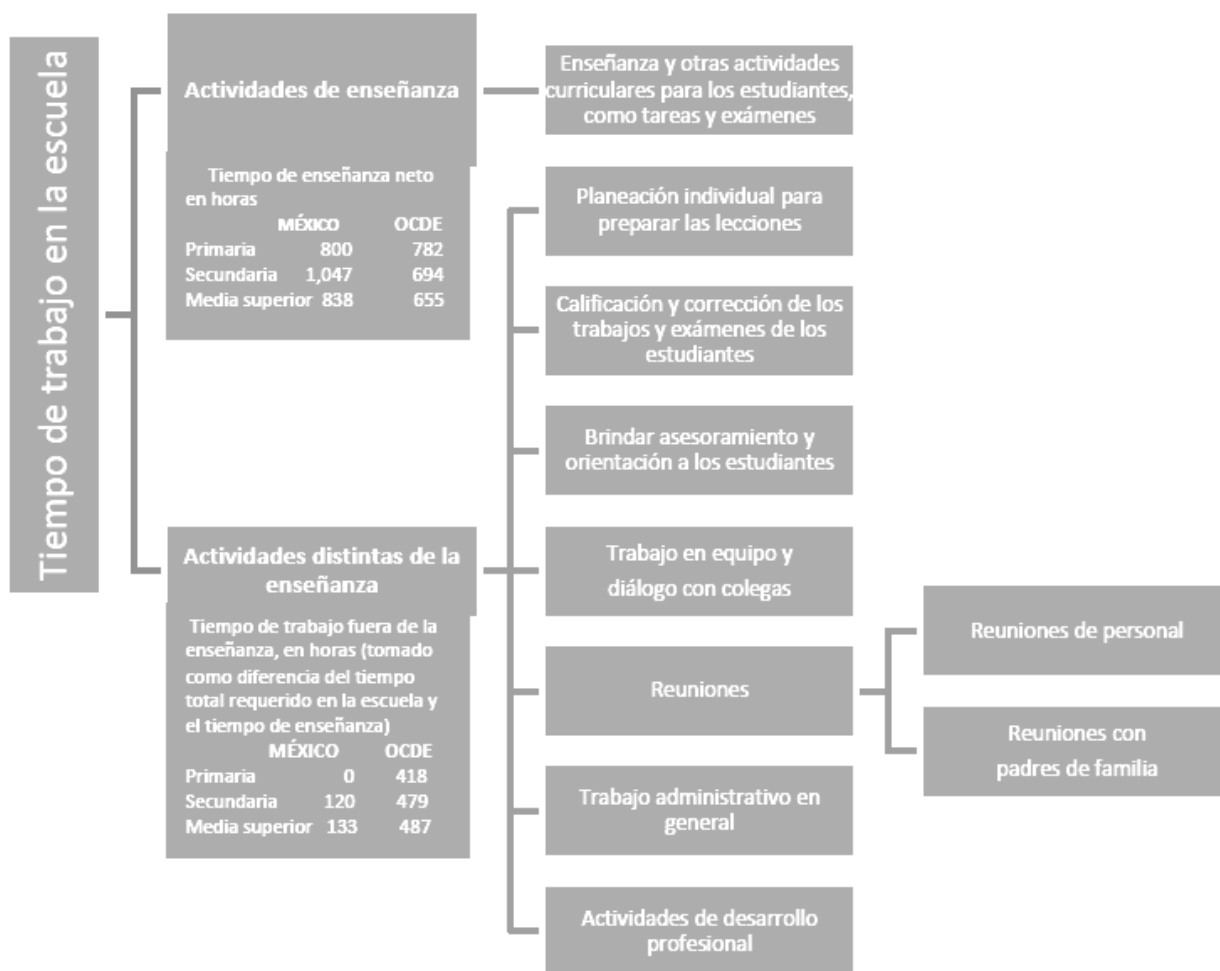 Tiempo de trabajo en la escuela
Actividades de enseñanza
Tiempo de enseñanza neto
en horas
MÉXICO OCDE
Primaria 800 782
Secundaria 1,047 694
Media superior 838 655
Enseñanza y otras actividades
curriculares para los estudiantes,
como tareas y exámenes
Actividades distintas de la
enseñanza
Tiempo de trabajo fuera de la
enseñanza, en horas (tomado
como diferencia del tiempo
total requerido en la escuela y
el tiempo de enseñanza)
MÉXICO OCDE
Primaria 0 418
Secundaria 120 479
Media superior 133 487
Planeación individual para
preparar las lecciones
Calificación y corrección de los
trabajos y exámenes de los
estudiantes
Brindar asesoramiento y
orientación a los estudiantes
Trabajo en equipo y
diálogo con colegas
Reuniones
Reuniones de personal
Reuniones con
padres de familia
Trabajo administrativo en
general
Actividades de desarrollo
profesional